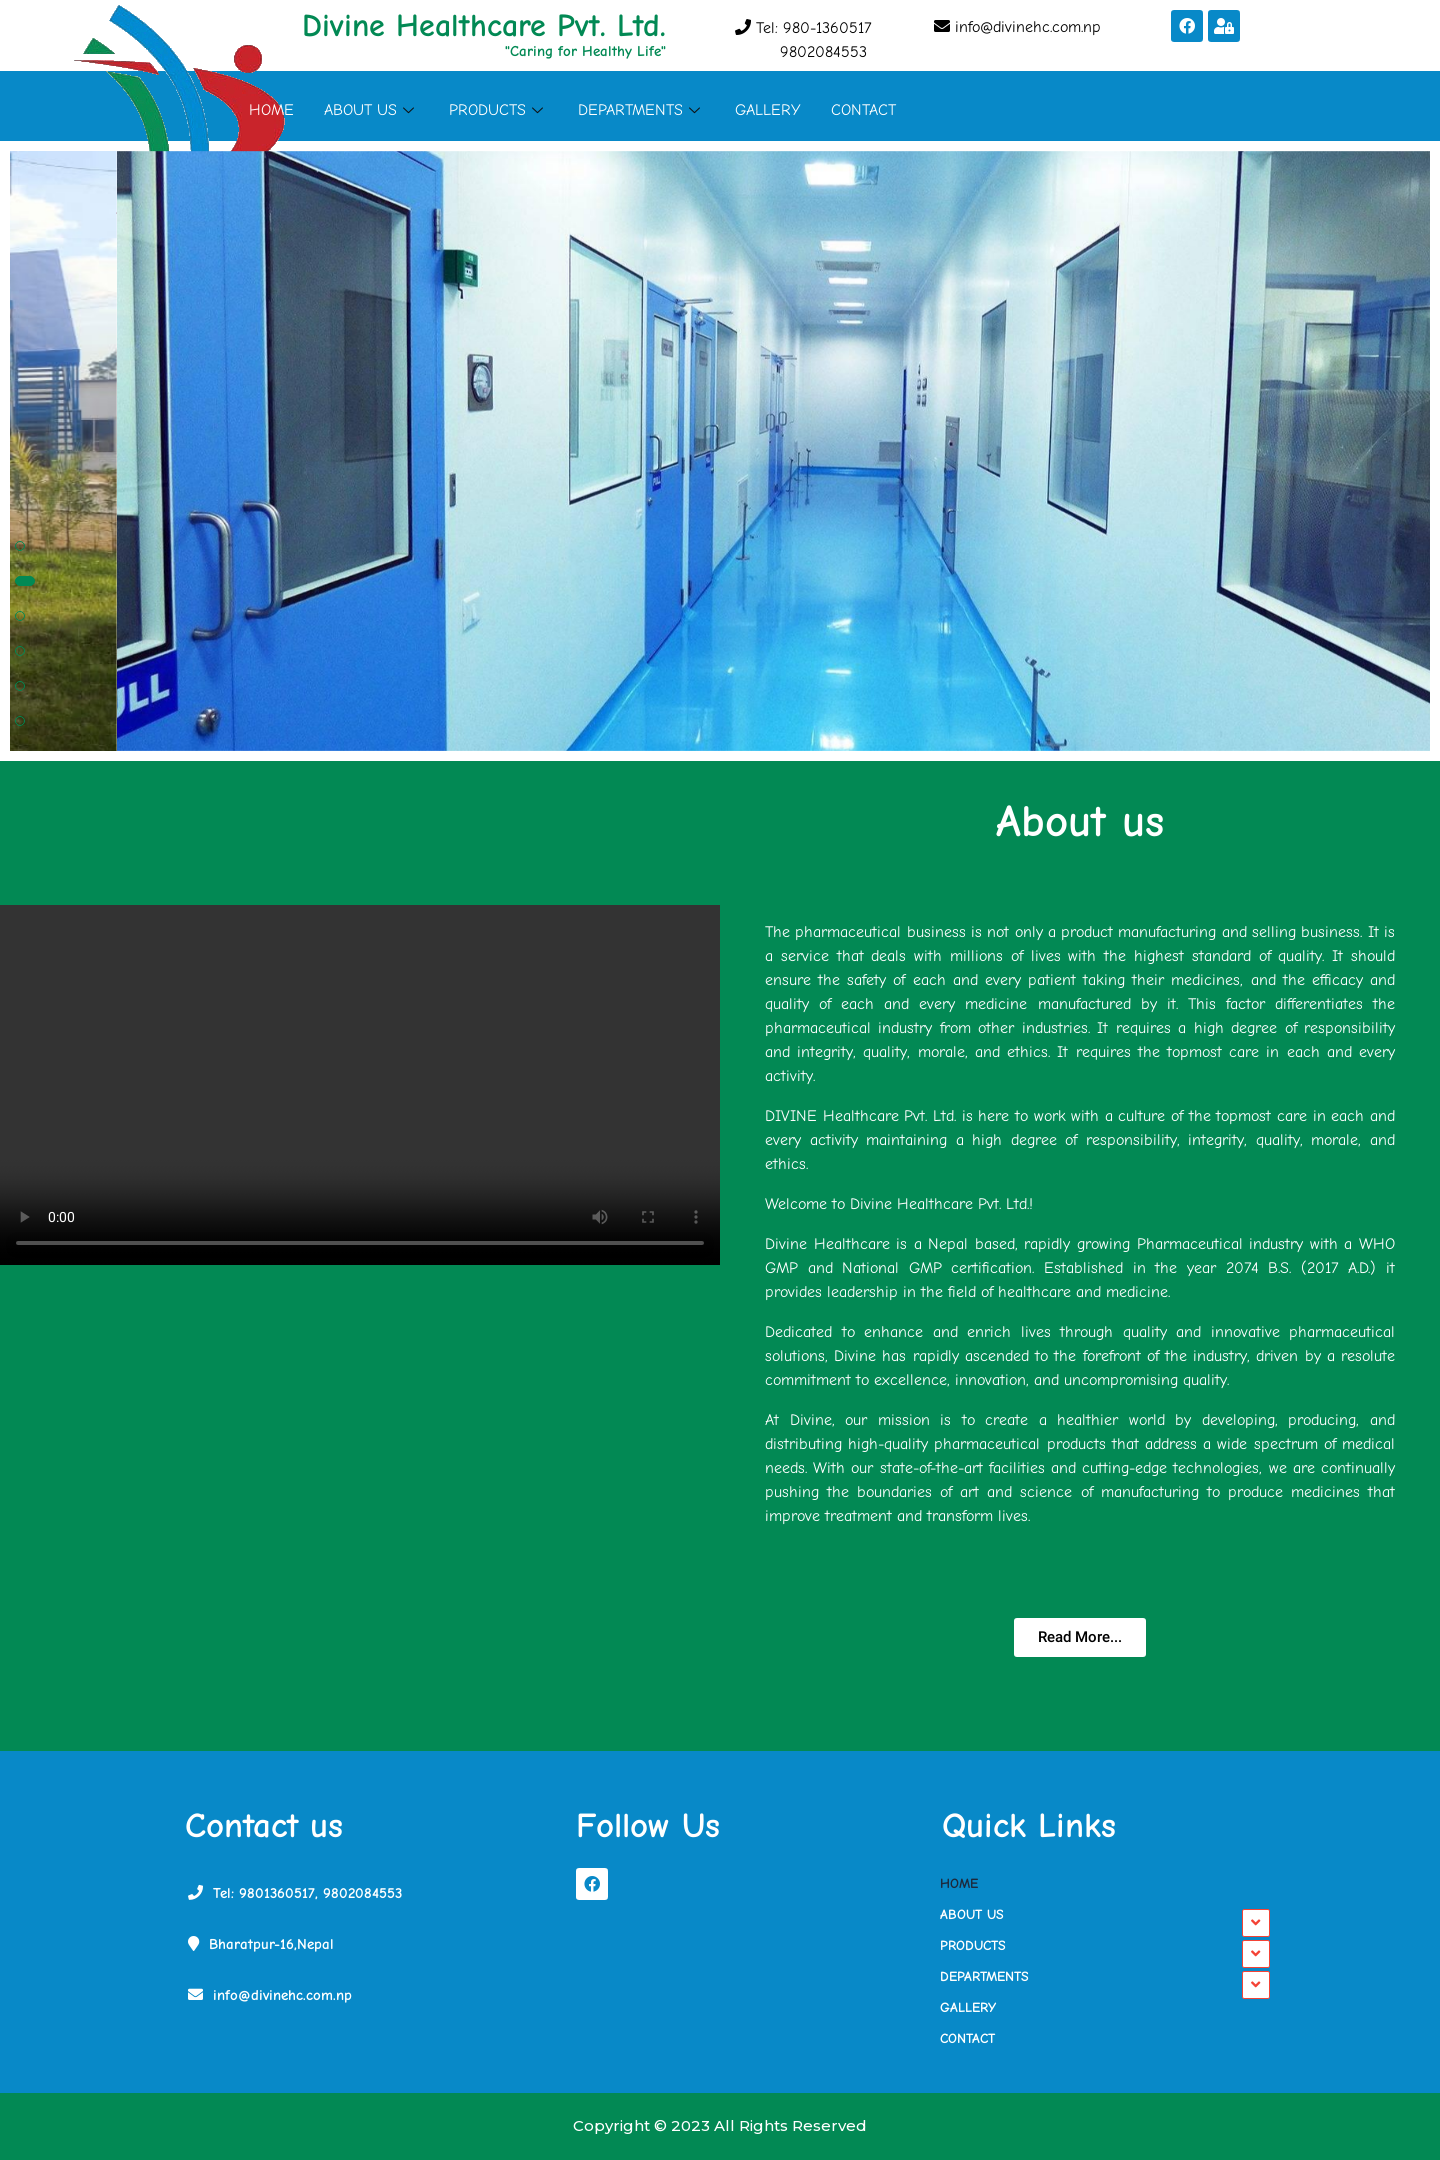 Divine Healthcare Pvt. Ltd.
"Caring for Healthy Life"
Tel: 980-1360517
9802084553
info@divinehc.com.np
HOME
ABOUT US
PRODUCTS
DEPARTMENTS
GALLERY
CONTACT
PULL
About us
0:00
The pharmaceutical business is not only a product manufacturing and selling business. It is
a service that deals with millions of lives with the highest standard of quality. It should
ensure the safety of each and every patient taking their medicines, and the efficacy and
quality of each and every medicine manufactured by it. This factor differentiates the
pharmaceutical industry from other industries. It requires a high degree of responsibility
and integrity, quality, morale, and ethics. It requires the topmost care in each and every
activity.
DIVINE Healthcare Pvt. Ltd. is here to work with a culture of the topmost care in each and
every activity maintaining a high degree of responsibility, integrity, quality, morale, and
ethics.
Welcome to Divine Healthcare Pvt. Ltd.!
Divine Healthcare is a Nepal based, rapidly growing Pharmaceutical industry with a WHO
GMP and National GMP certification. Established in the year 2074 B.S. (2017 A.D.) it
provides leadership in the field of healthcare and medicine.
Dedicated to enhance and enrich lives through quality and innovative pharmaceutical
solutions, Divine has rapidly ascended to the forefront of the industry, driven by a resolute
commitment to excellence, innovation, and uncompromising quality.
At Divine, our mission is to create a healthier world by developing, producing, and
distributing high-quality pharmaceutical products that address a wide spectrum of medical
needs. With our state-of-the-art facilities and cutting-edge technologies, we are continually
pushing the boundaries of art and science of manufacturing to produce medicines that
improve treatment and transform lives.
Read More...
Contact us
Tel: 9801360517, 9802084553
Bharatpur-16,Nepal
info@divinehc.com.np
Follow Us
Quick Links
HOME
ABOUT US
PRODUCTS
DEPARTMENTS
GALLERY
CONTACT
Copyright © 2023 All Rights Reserved